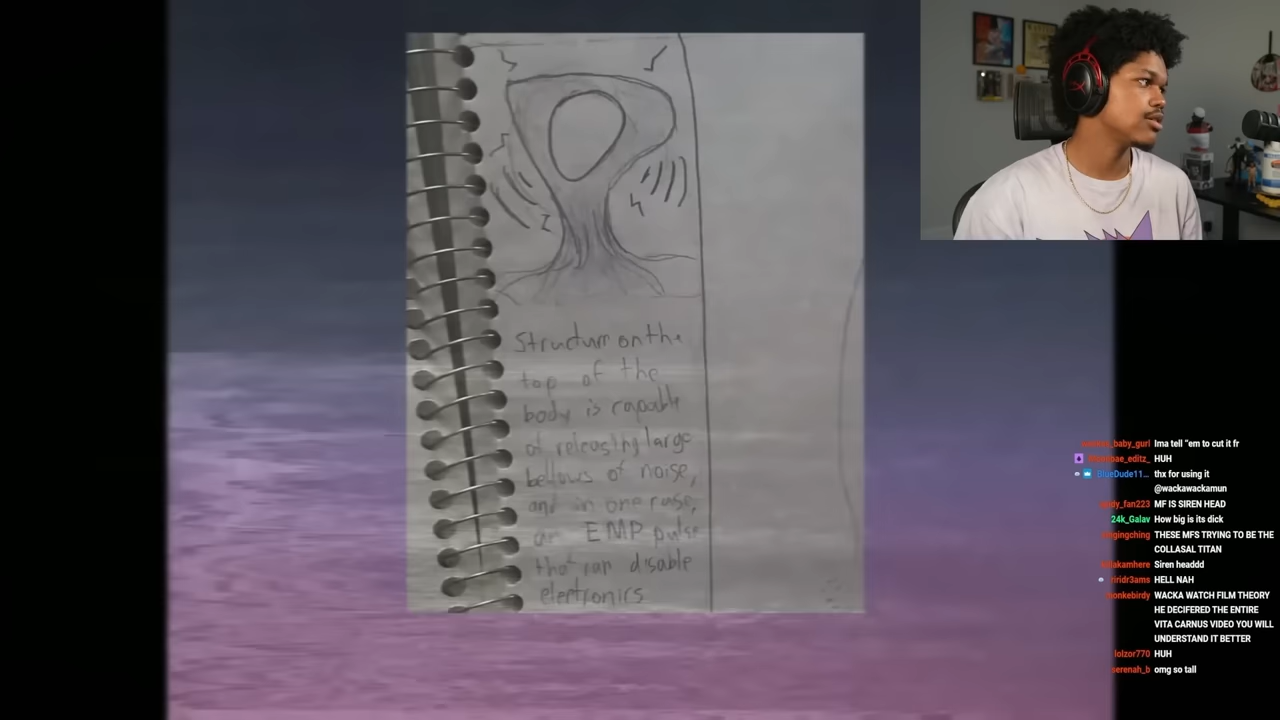 Structure on the
top of the
body is capable
of releasing large
bellows of noise,
and in one case,
an EMP pulse
that can disable
electronics
Ima tell "em to cut it fr
HUH
BlueDude11... thx for using it
@wackawackamun
MF IS SIREN HEAD
24k_Galav How big is its dick
THESE MFS TRYING TO BE THE
COLLASAL TITAN
Siren headdd
HELL NAH
WACKA WATCH FILM THEORY
HE DECIFERED THE ENTIRE
VITA CARNUS VIDEO YOU WILL
UNDERSTAND IT BETTER
lolzor770 HUH
serenah_b omg so tall